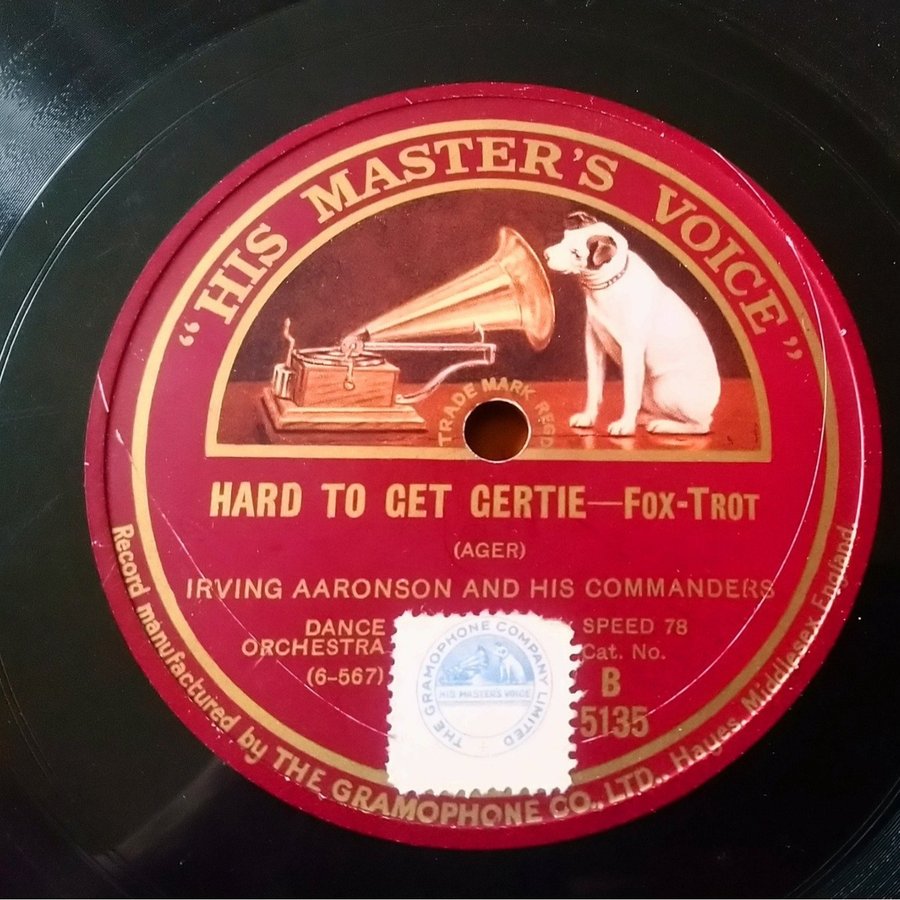 “HIS MASTER'S VOICE”
TRADE MARK REGD
HARD TO GET GERTIE—FOX-TROT
(AGER)
IRVING AARONSON AND HIS COMMANDERS
DANCE
ORCHESTRA
(6-567)
SPEED 78
Cat. No.
B
5135
THE GRAMOPHONE COMPANY LIMITED
HIS MASTERS VOICE
Record manufactured by THE GRAMOPHONE CO., LTD., Hayes, Middlesex, England